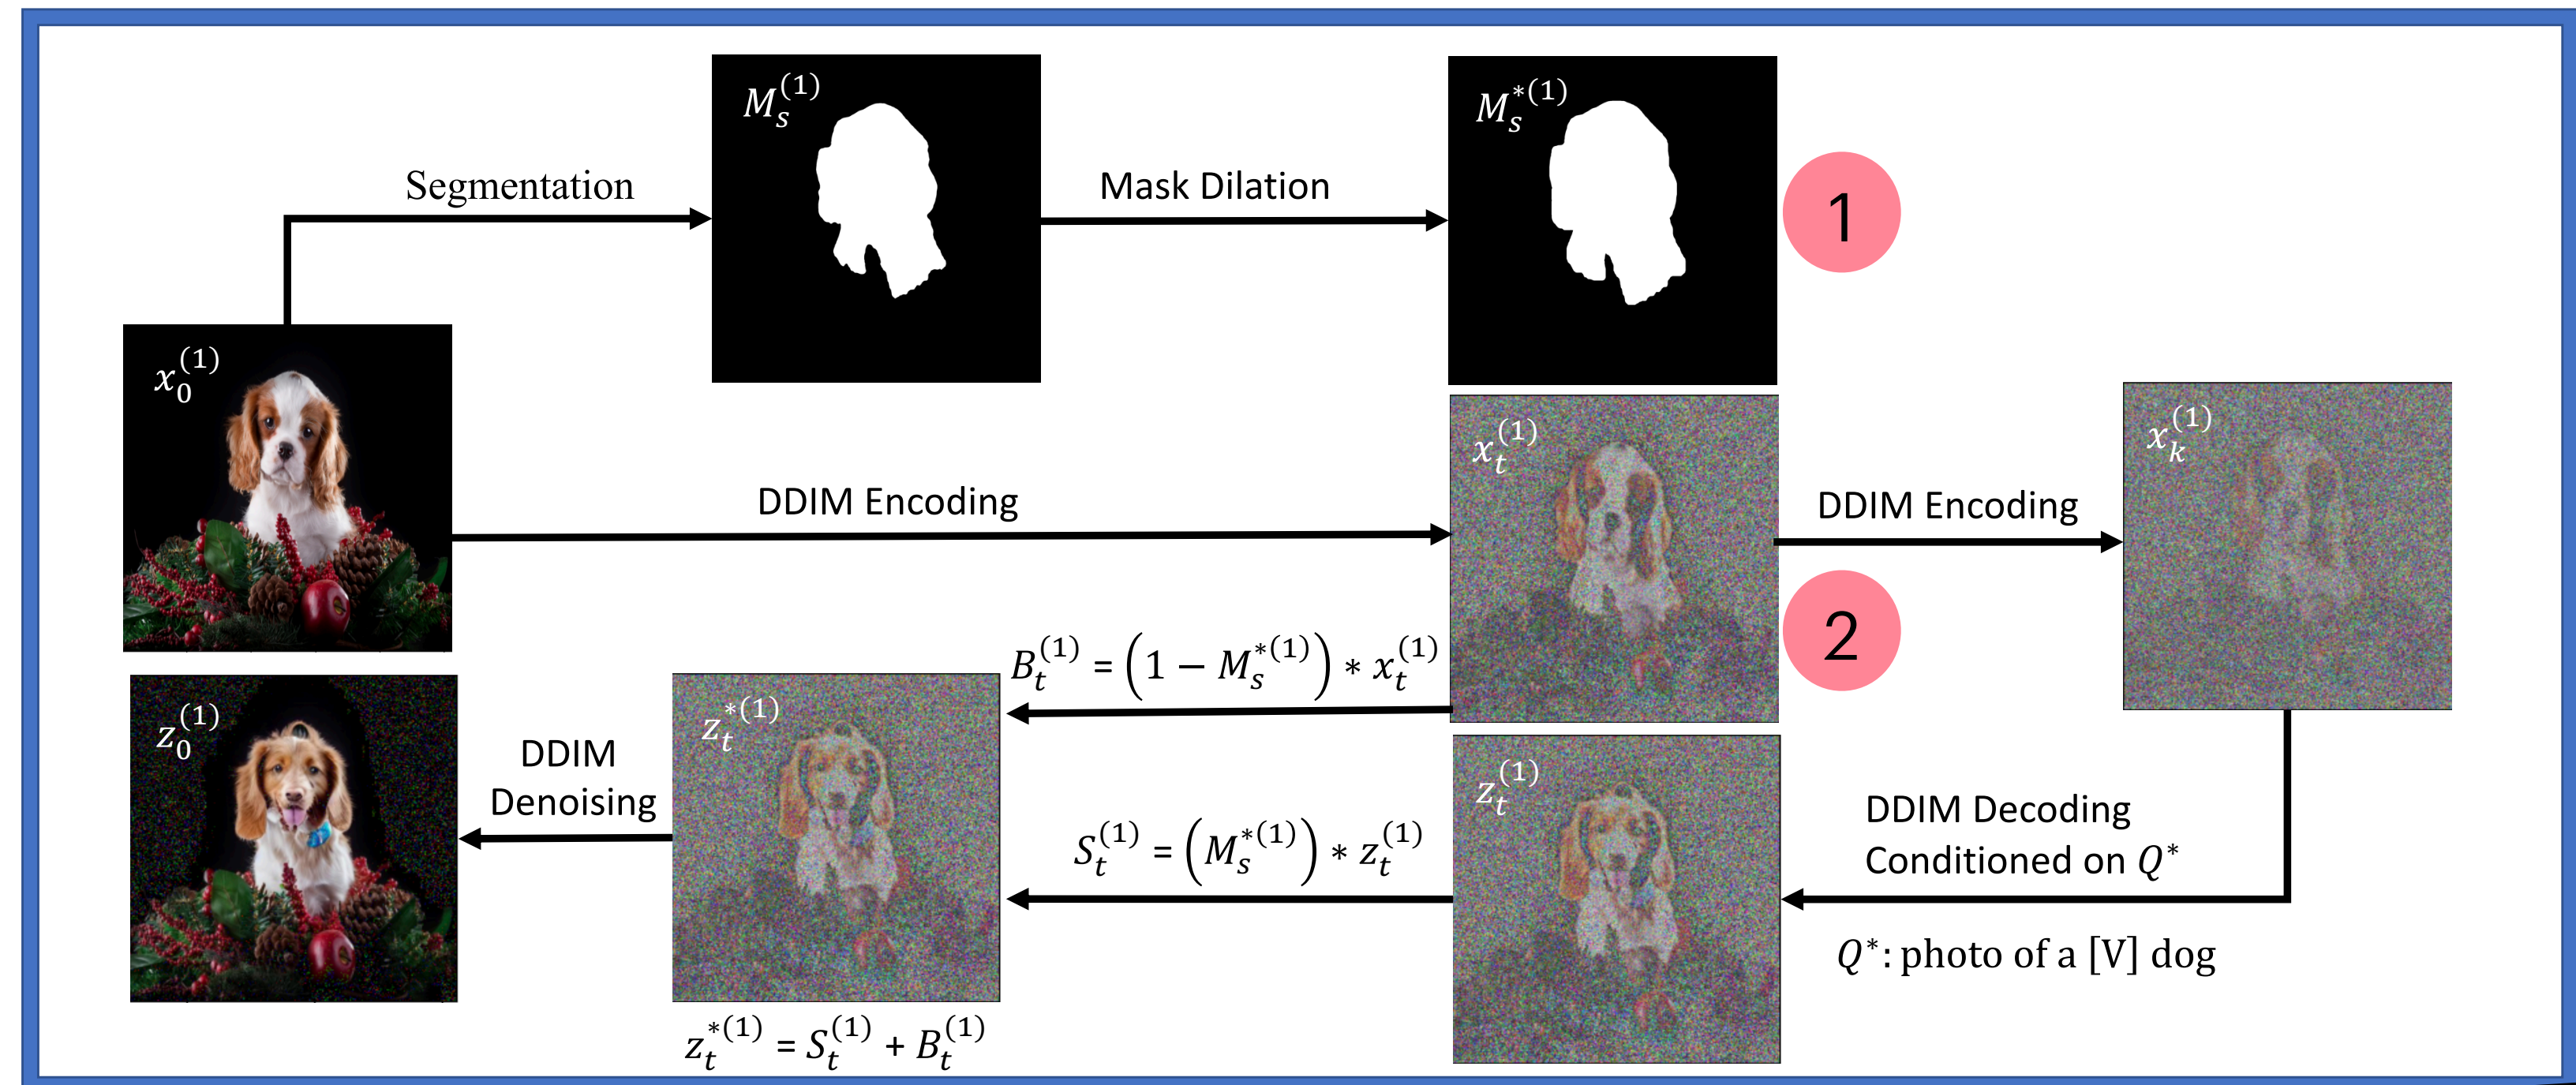 M_s^{(1)}
M_s^{*(1)}
Segmentation
Mask Dilation
1
x_0^{(1)}
x_t^{(1)}
x_k^{(1)}
DDIM Encoding
DDIM Encoding
2
B_t^{(1)} = (1 − M_s^{*(1)}) * x_t^{(1)}
z_0^{(1)}
DDIM
Denoising
z_t^{*(1)}
S_t^{(1)} = (M_s^{*(1)}) * z_t^{(1)}
z_t^{(1)}
DDIM Decoding
Conditioned on Q*
Q*: photo of a [V] dog
z_t^{*(1)} = S_t^{(1)} + B_t^{(1)}